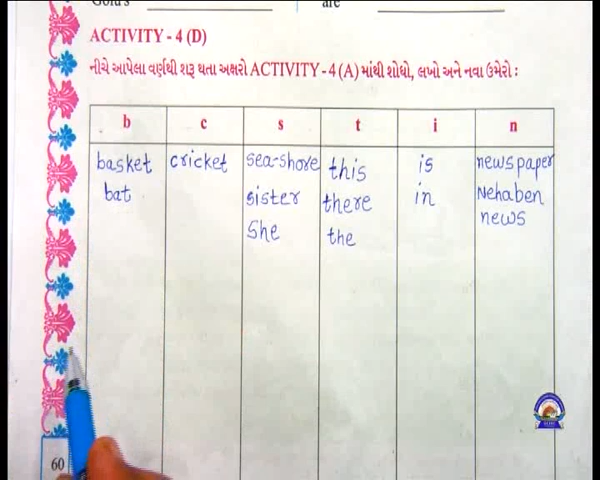 are
ACTIVITY - 4 (D)
નીચે આપેલા વર્ણથી શરૂ થતા અક્ષરો ACTIVITY - 4 (A) માંથી શોધો, લખો અને નવા ઉમેરો :
b c s t i n
basket cricket sea-shore this is newspaper
bat sister there in Nehaben
She the news
60